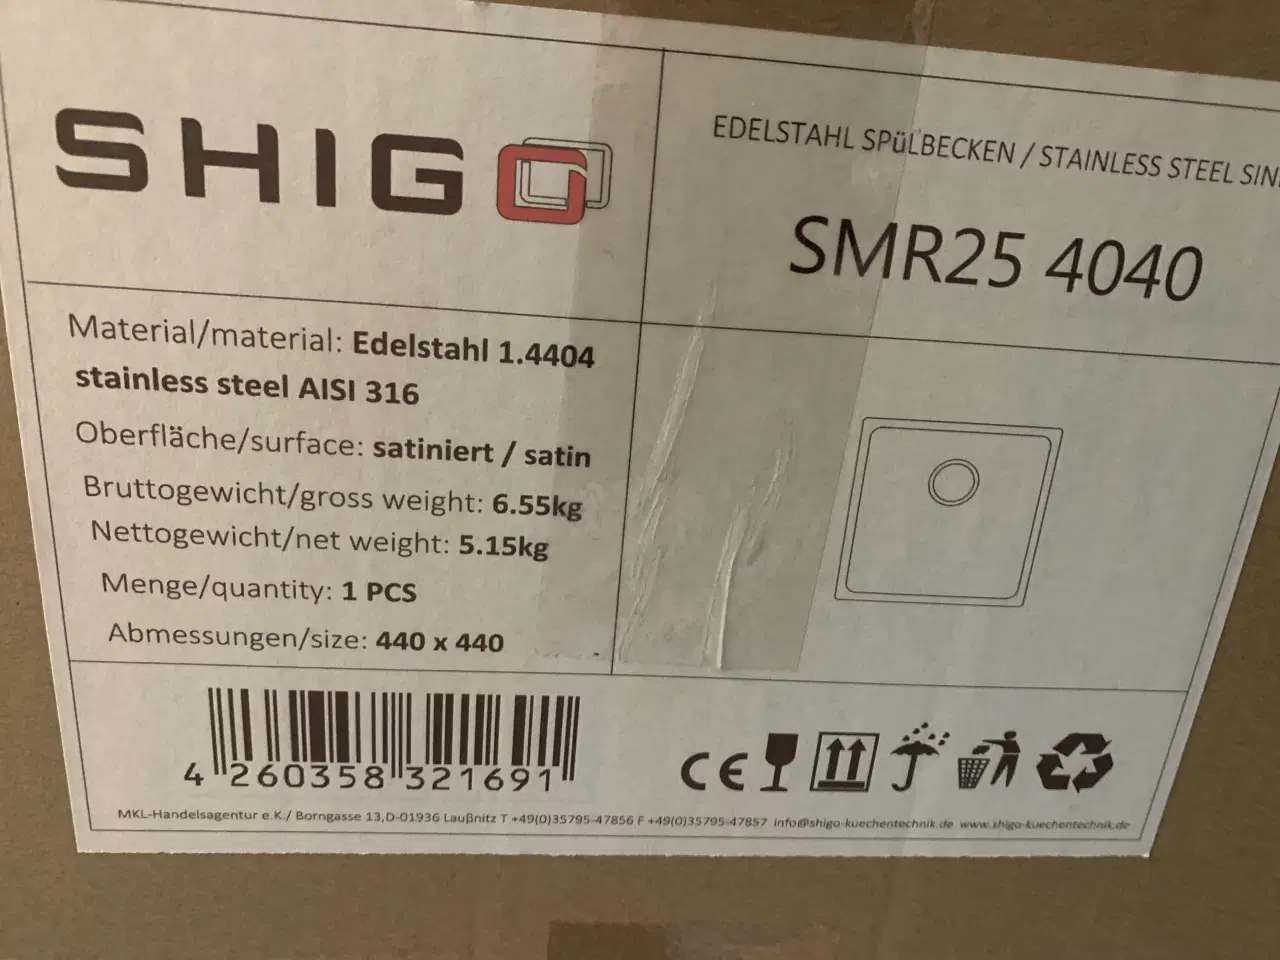 SHIGO
EDELSTAHL SPüLBECKEN / STAINLESS STEEL
SMR25 4040
Material/material: Edelstahl 1.4404
stainless steel AISI 316
Oberfläche/surface: satiniert / satin
Bruttogewicht/gross weight: 6.55kg
Nettogewicht/net weight: 5.15kg
Menge/quantity: 1 PCS
Abmessungen/size: 440 x 440
4 260358 321691
CE
MKL-Handelsagentur e.K./ Borngasse 13,D-01936 Laußnitz T +49(0)35795-47856 F +49(0)35795-47857 info@shigo-kuechentechnik.de www.shigo-kuechentechnik.de